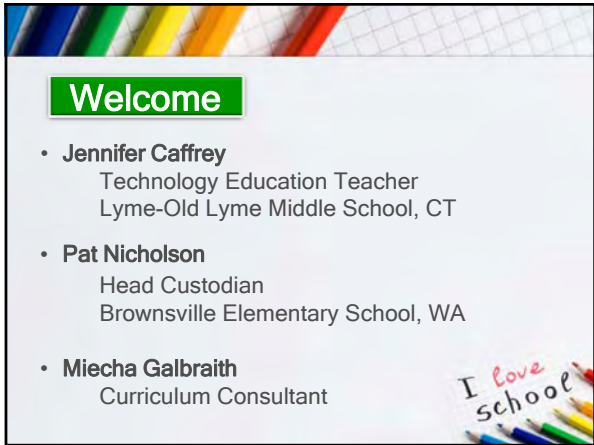 Welcome
• Jennifer Caffrey
Technology Education Teacher
Lyme-Old Lyme Middle School, CT
• Pat Nicholson
Head Custodian
Brownsville Elementary School, WA
• Miecha Galbraith
Curriculum Consultant
I love
school